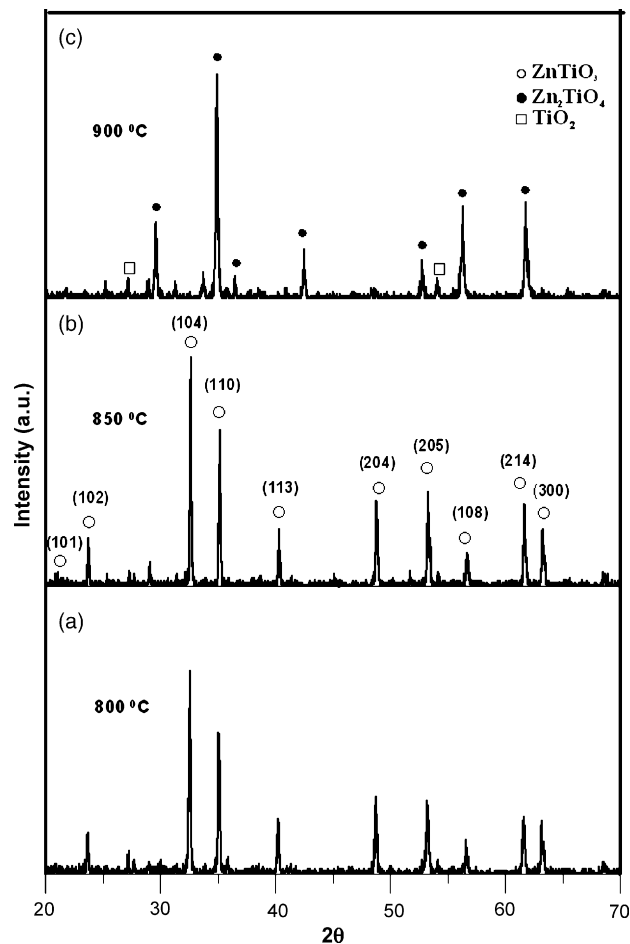 (c)
ZnTiO₃
Zn₂TiO₄
TiO₂
900 ⁰C
(b)
(104)
(110)
850 ⁰C
(205)
(204)
(214)
(102)
(113)
(300)
(108)
(101)
Intensity (a.u.)
(a)
800 ⁰C
20 30 40 50 60 70
2θ